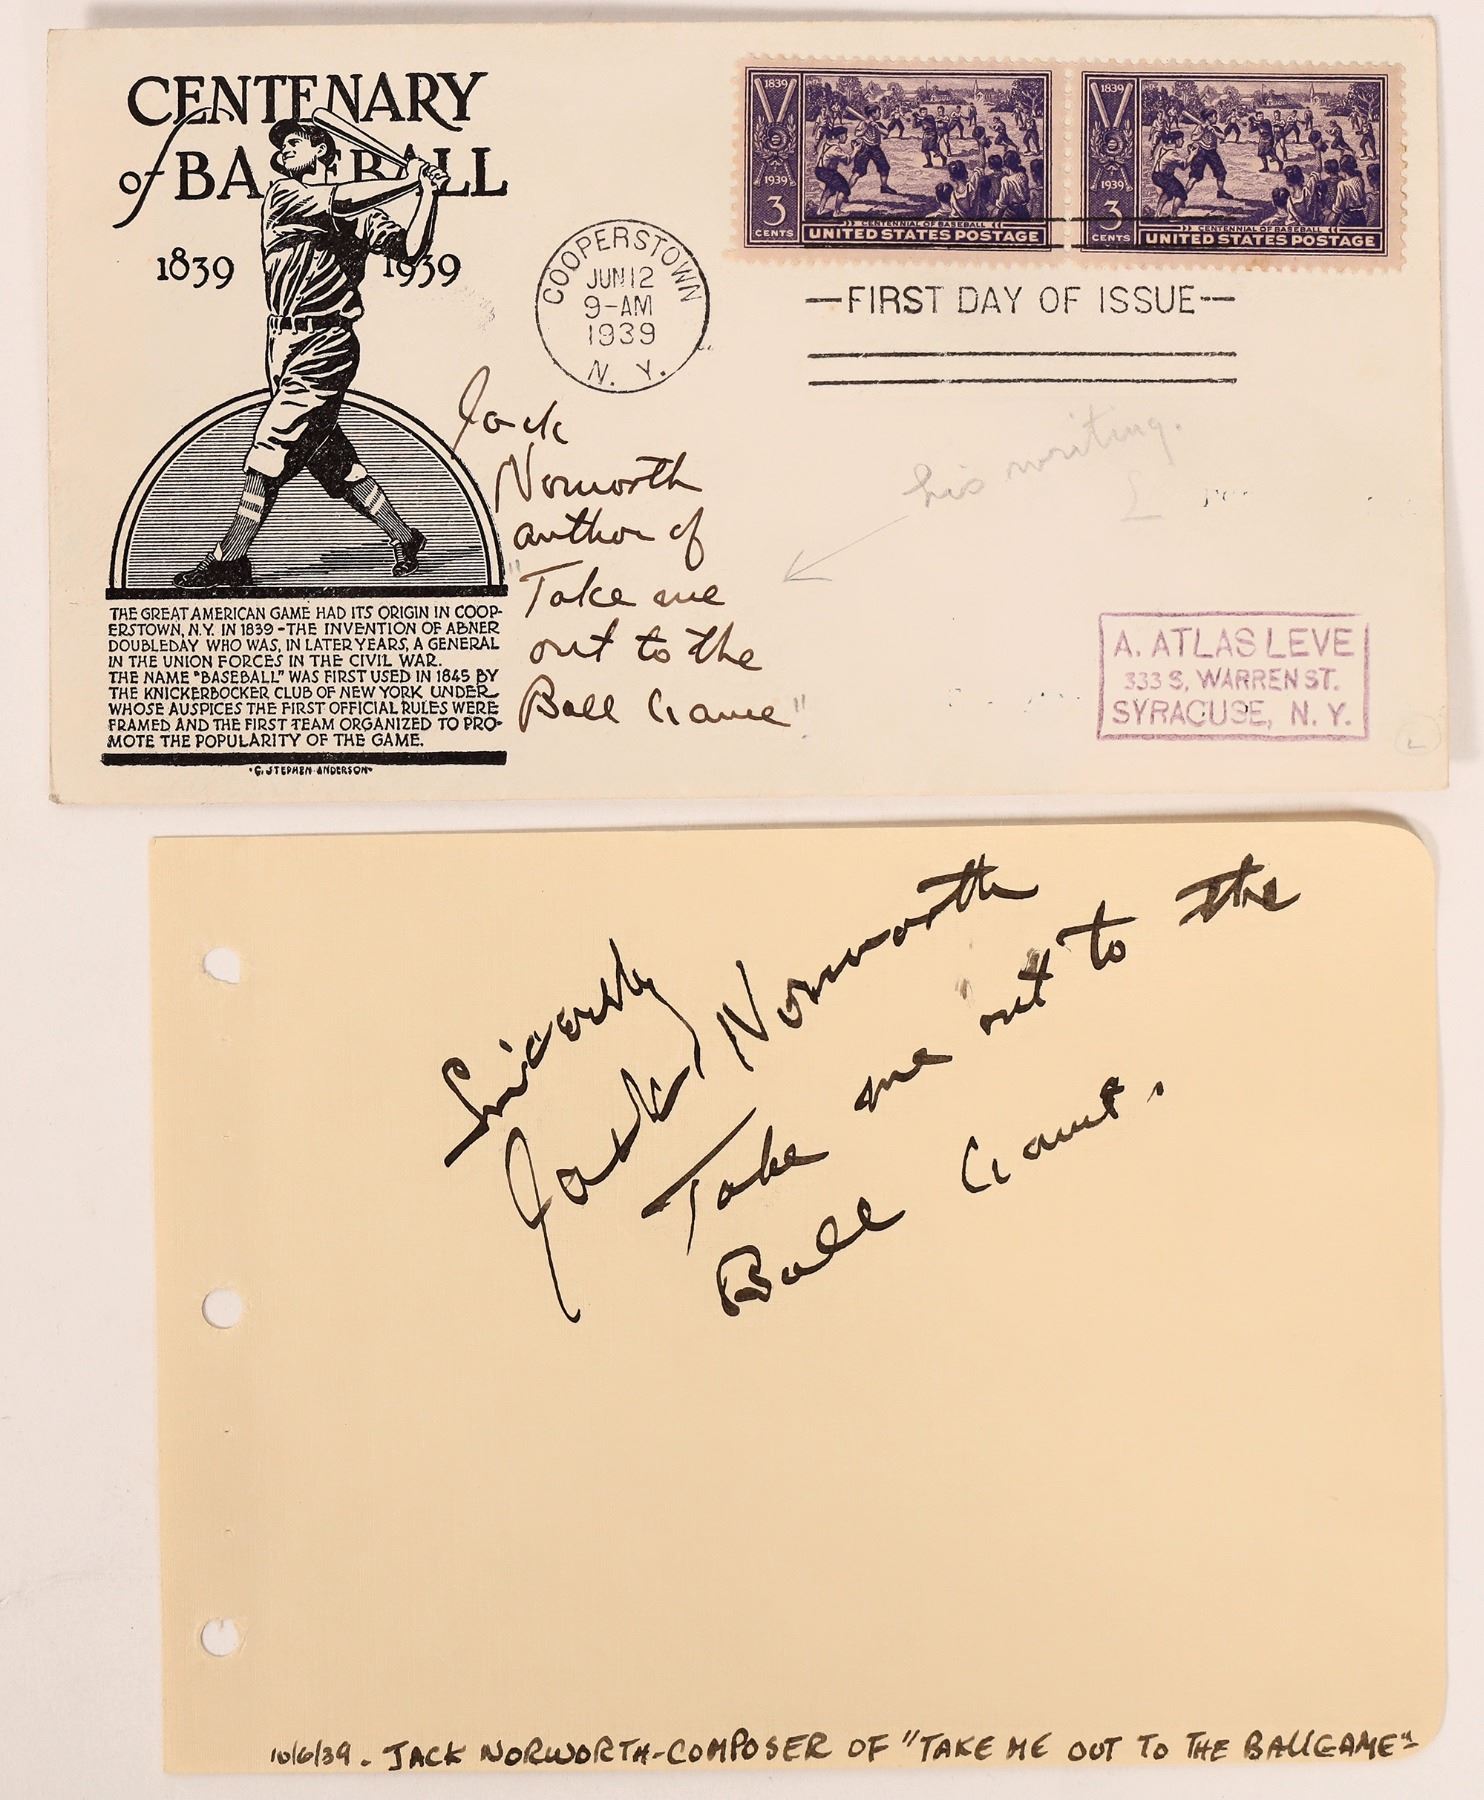 CENTENARY
of BASEBALL
1839 1939
THE GREAT AMERICAN GAME HAD ITS ORIGIN IN COOP-
ERSTOWN, N.Y. IN 1839 - THE INVENTION OF ABNER
DOUBLEDAY WHO WAS, IN LATER YEARS, A GENERAL
IN THE UNION FORCES IN THE CIVIL WAR.
THE NAME "BASEBALL" WAS FIRST USED IN 1845 BY
THE KNICKERBOCKER CLUB OF NEW YORK UNDER
WHOSE AUSPICES THE FIRST OFFICIAL RULES WERE
FRAMED AND THE FIRST TEAM ORGANIZED TO PRO-
MOTE THE POPULARITY OF THE GAME.
·C. STEPHEN ANDERSON·
COOPERSTOWN
JUN 12
9-AM
1939
N. Y.
1839
1939
3
CENTS
CENTENNIAL OF BASEBALL
UNITED STATES POSTAGE
1839
1939
3
CENTS
CENTENNIAL OF BASEBALL
UNITED STATES POSTAGE
—FIRST DAY OF ISSUE—
Jack
Norworth
author of
"Take me
out to the
Ball Game"
his writing.
L
A. ATLAS LEVE
333 S. WARREN ST.
SYRACUSE, N. Y.
L
Sincerely
Jack Norworth
Take me out to the
Ball Game.
10/6/39 - JACK NORWORTH-COMPOSER OF "TAKE ME OUT TO THE BALLGAME"